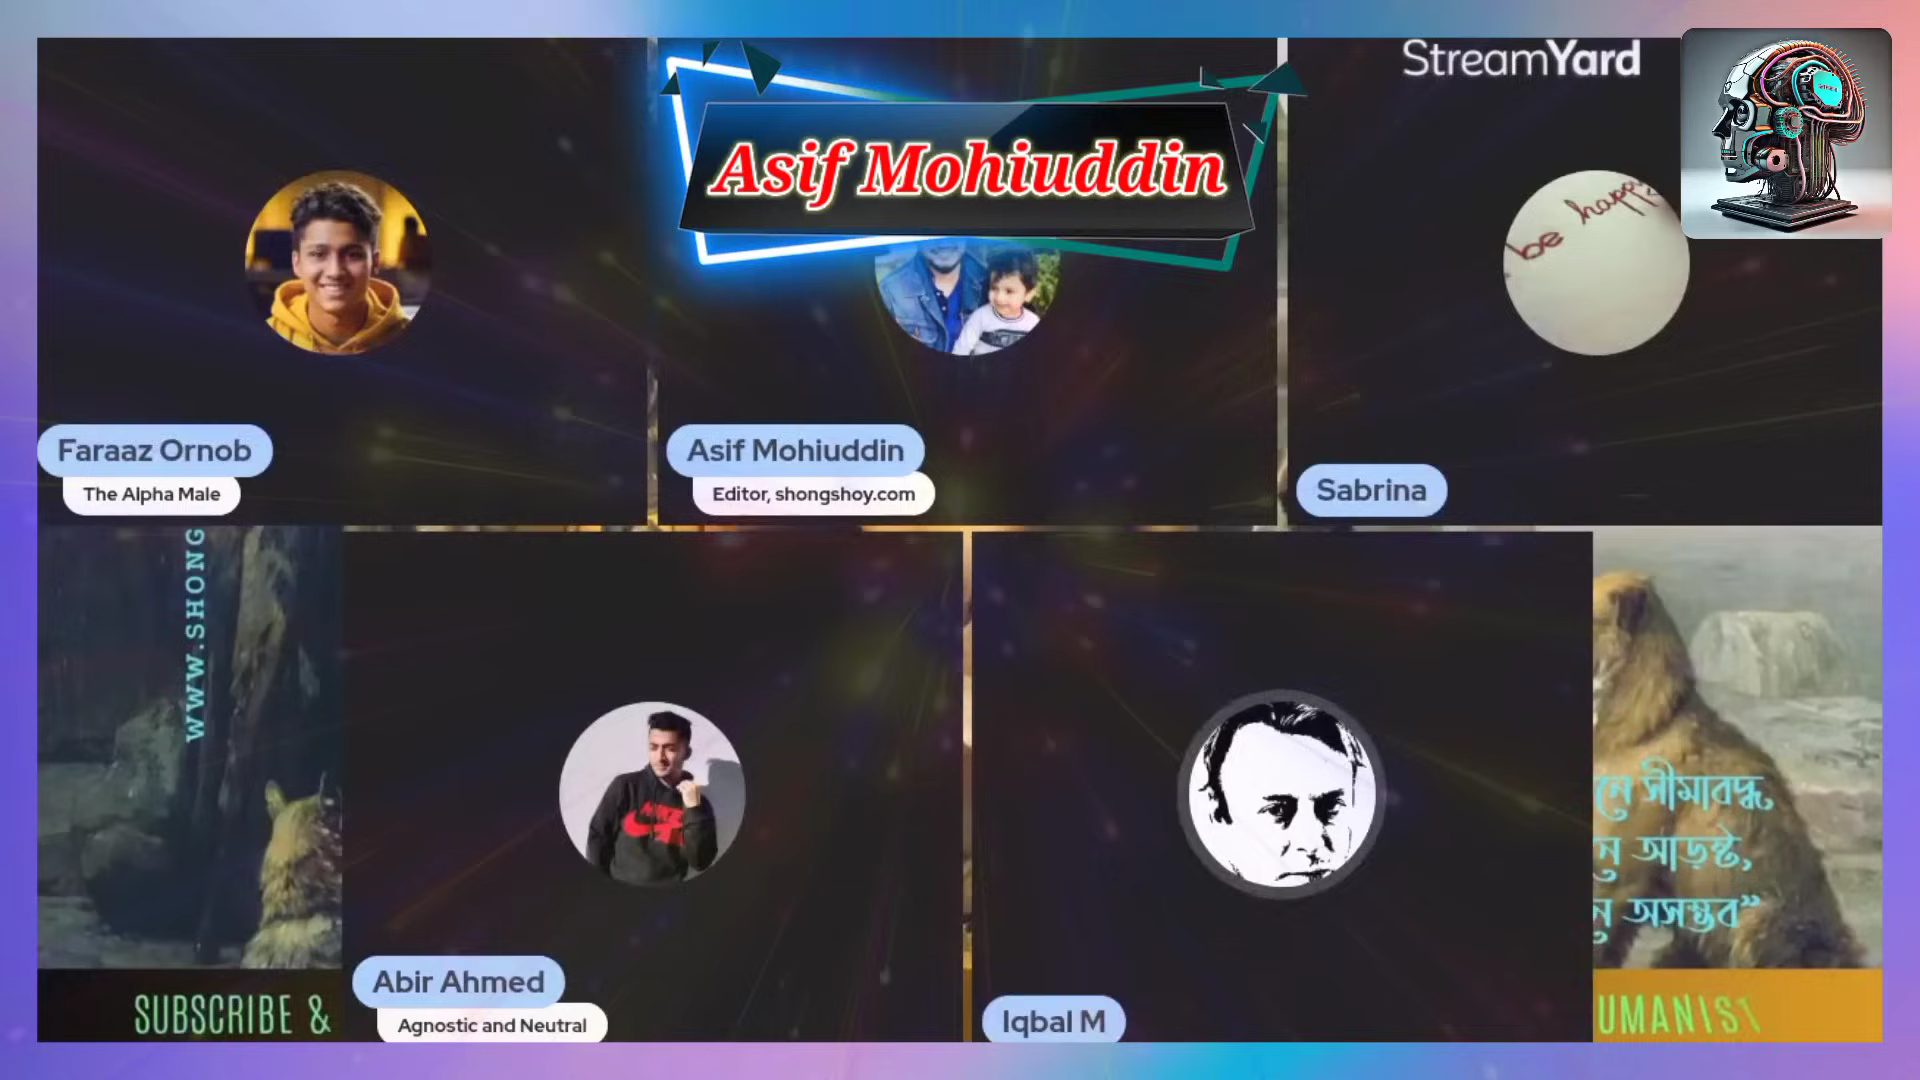 StreamYard
Asif Mohiuddin
be happy
Faraaz Ornob
The Alpha Male
Asif Mohiuddin
Editor, shongshoy.com
Sabrina
WWW.SHONG
নে সীমাবদ্ধ,
আড়ষ্ট,
অসম্ভব”
Abir Ahmed
Agnostic and Neutral
Iqbal M
SUBSCRIBE &
UMANIST